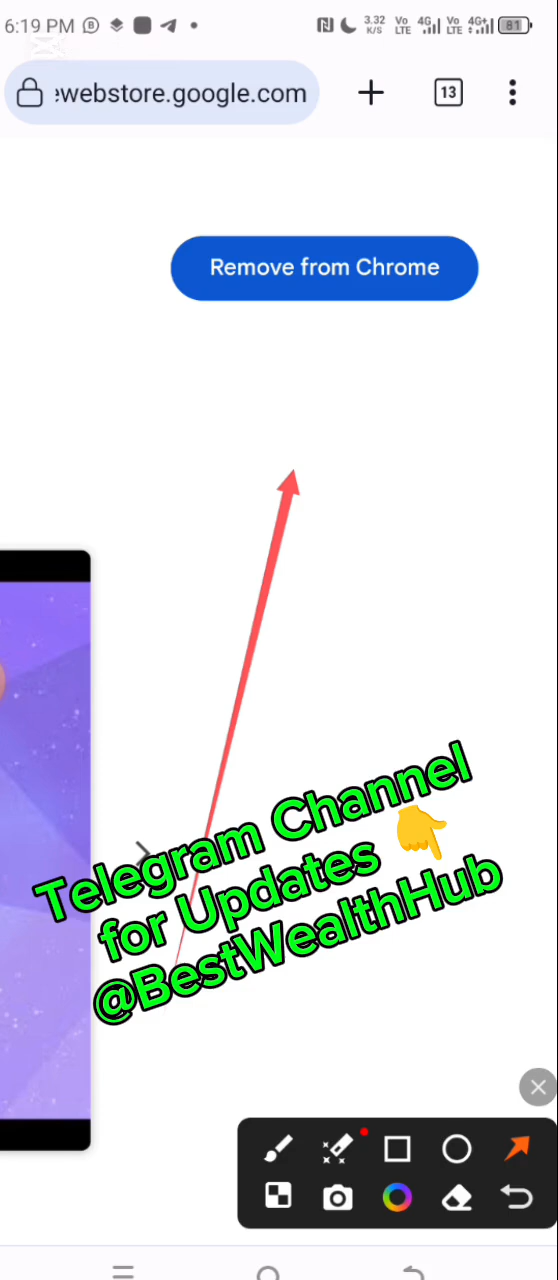 6:19 PM
3.32 K/S
Vo LTE
4G
Vo LTE
4G+
81
ewebstore.google.com
13
Remove from Chrome
Telegram Channel
for Updates
@BestWealthHub